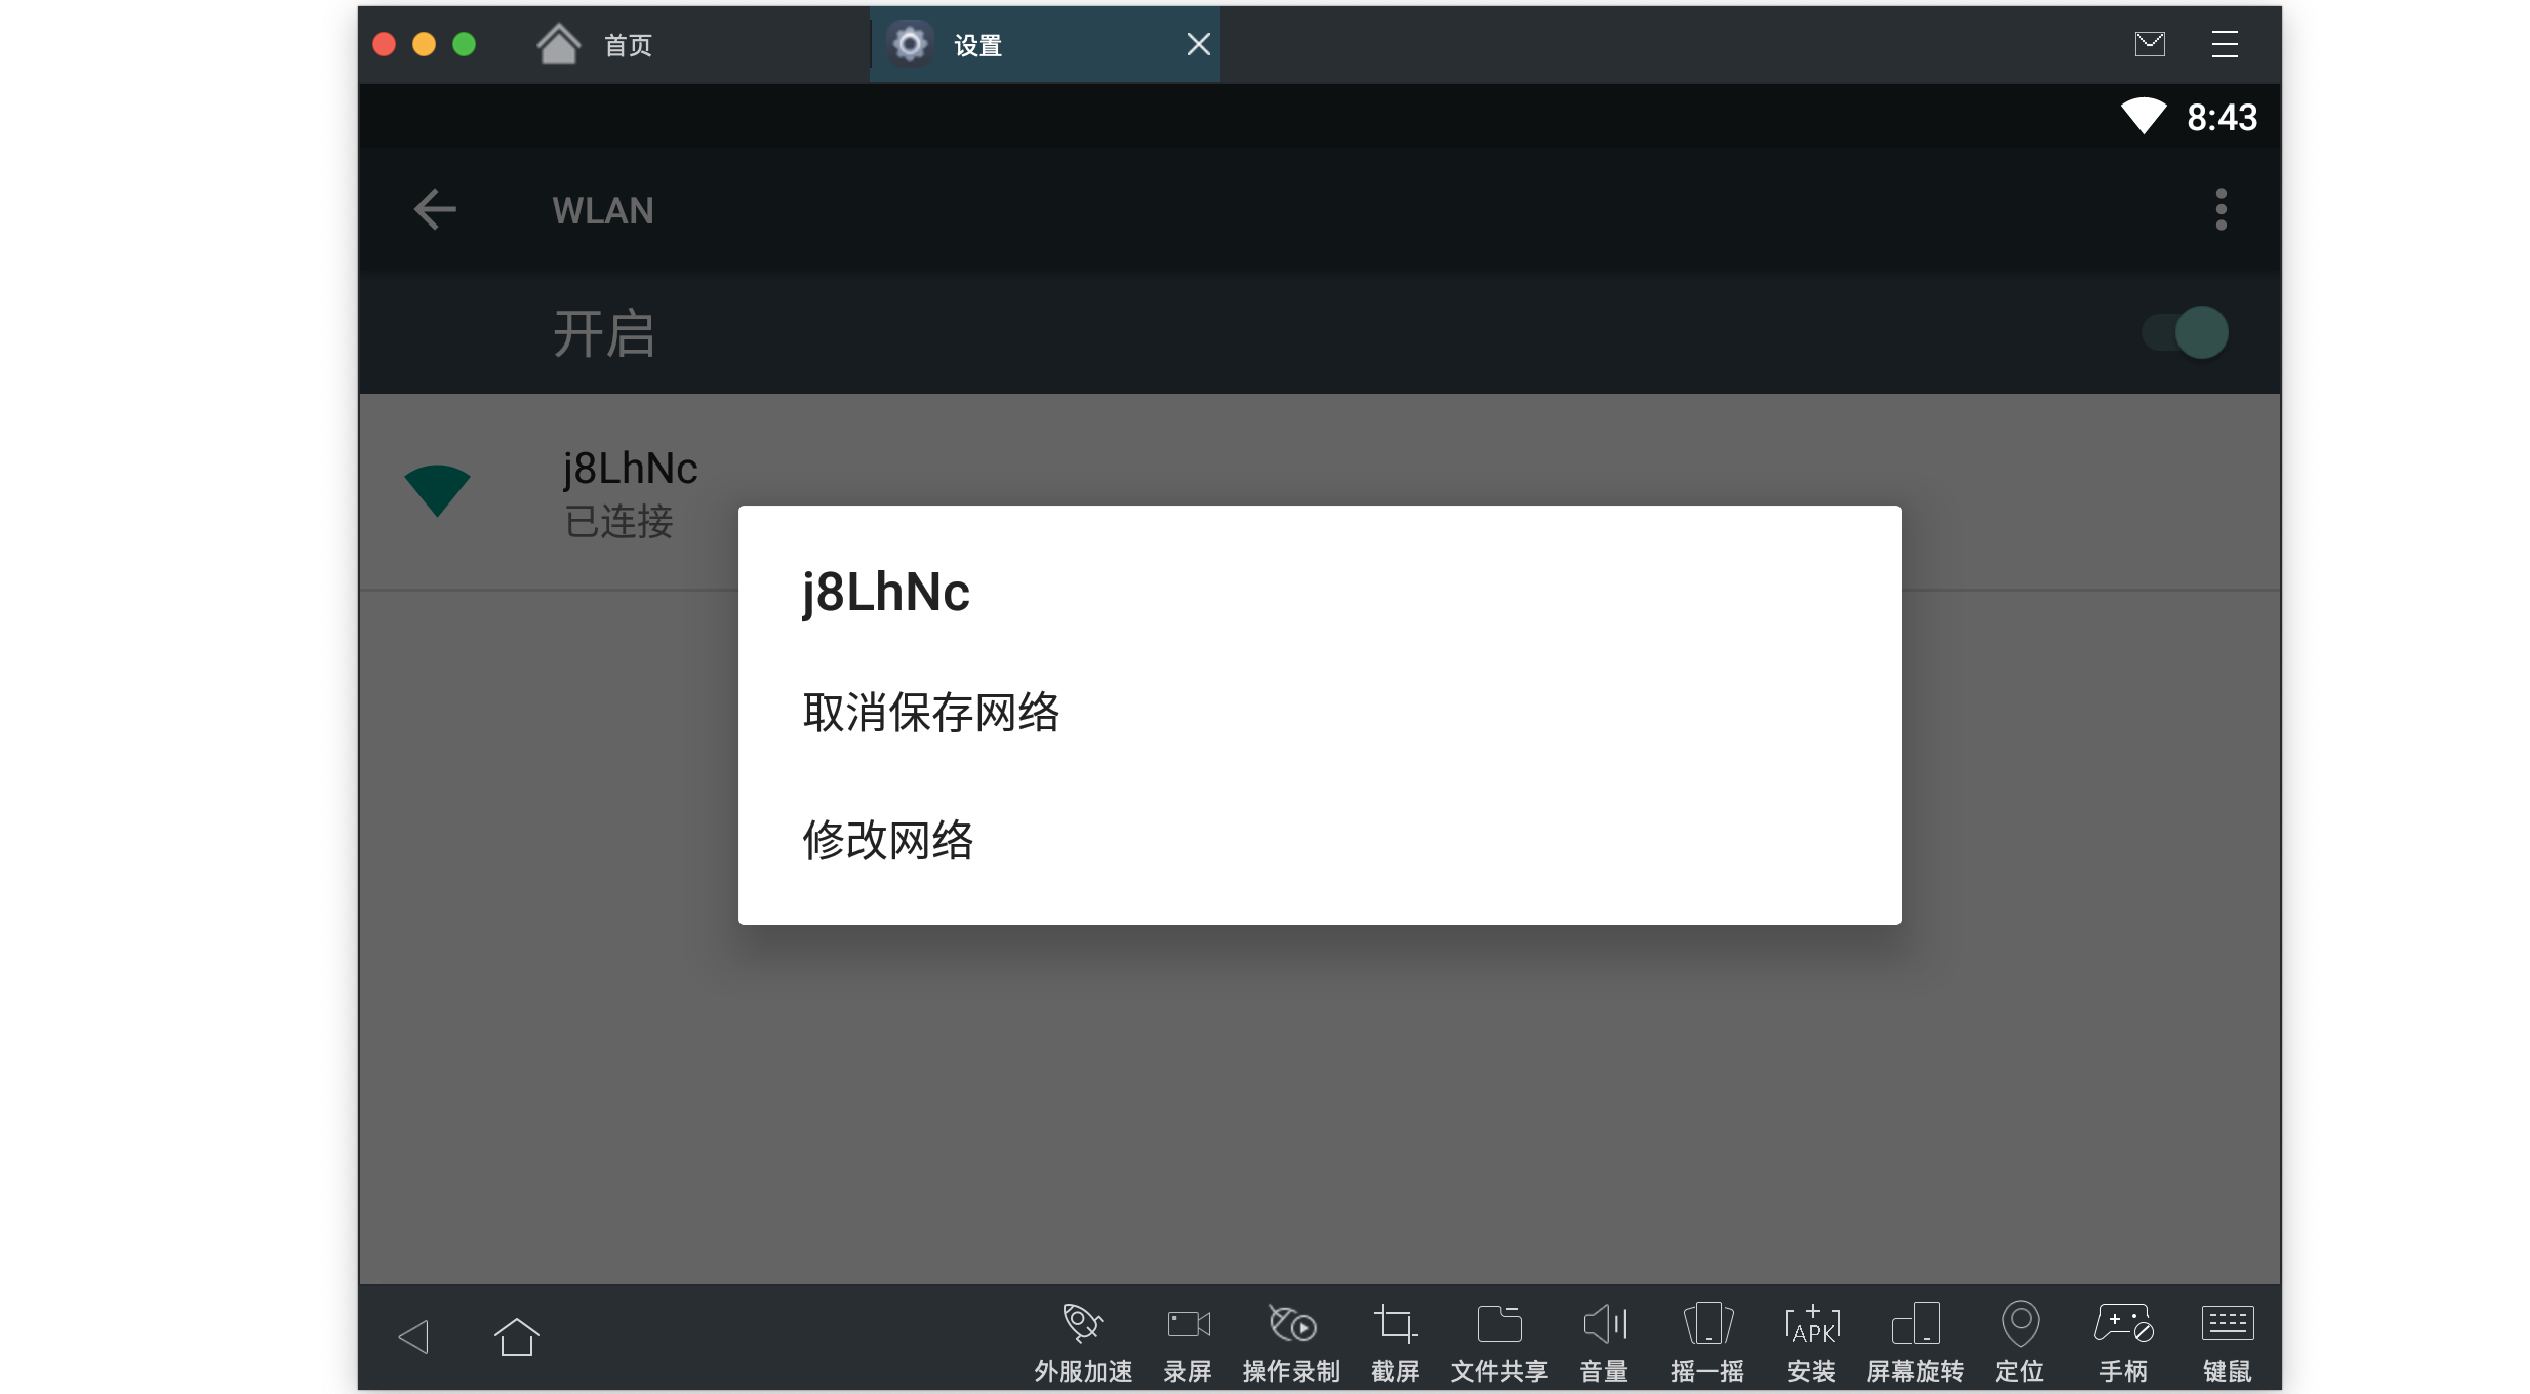 首页
设置
8:43
WLAN
开启
j8LhNc
已连接
j8LhNc
取消保存网络
修改网络
APK
外服加速 录屏 操作录制 截屏 文件共享 音量 摇一摇 安装 屏幕旋转 定位 手柄 键鼠